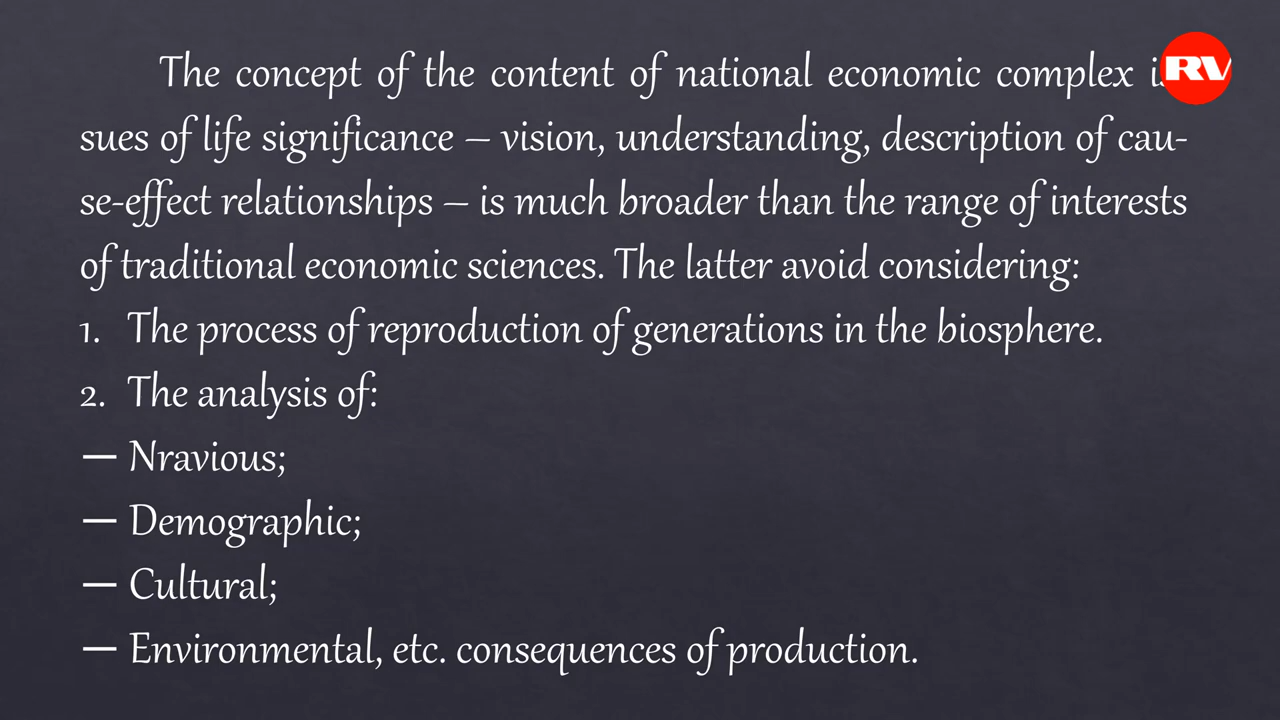 The concept of the content of national economic complex
RV
sues of life significance – vision, understanding, description of cau-
se-effect relationships – is much broader than the range of interests
of traditional economic sciences. The latter avoid considering:
1. The process of reproduction of generations in the biosphere.
2. The analysis of:
— Nravious;
— Demographic;
— Cultural;
— Environmental, etc. consequences of production.